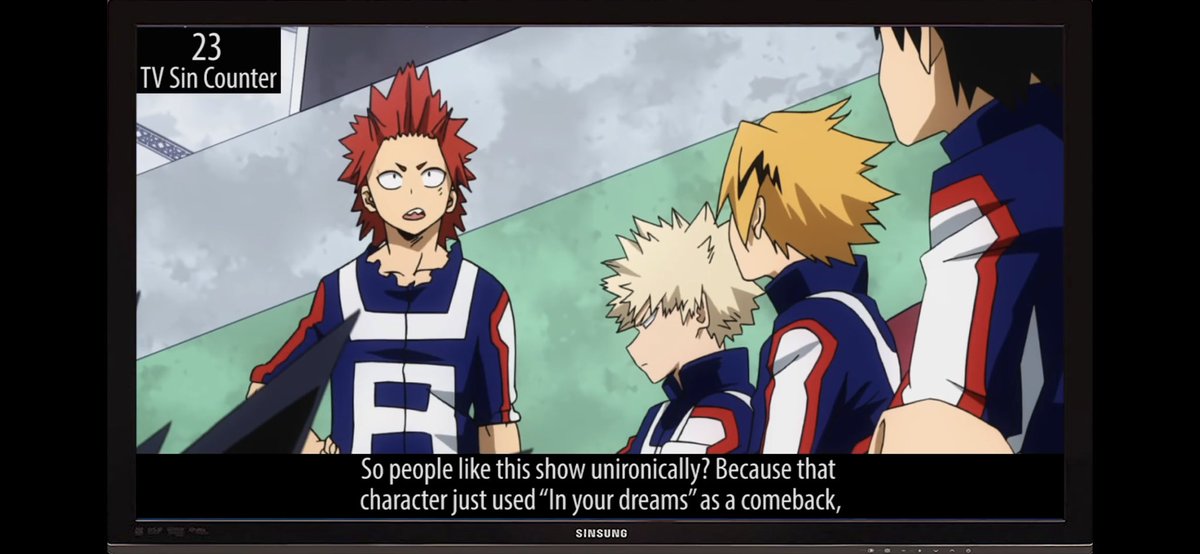 23
TV Sin Counter
So people like this show unironically? Because that
character just used “In your dreams” as a comeback,
SINSUNG